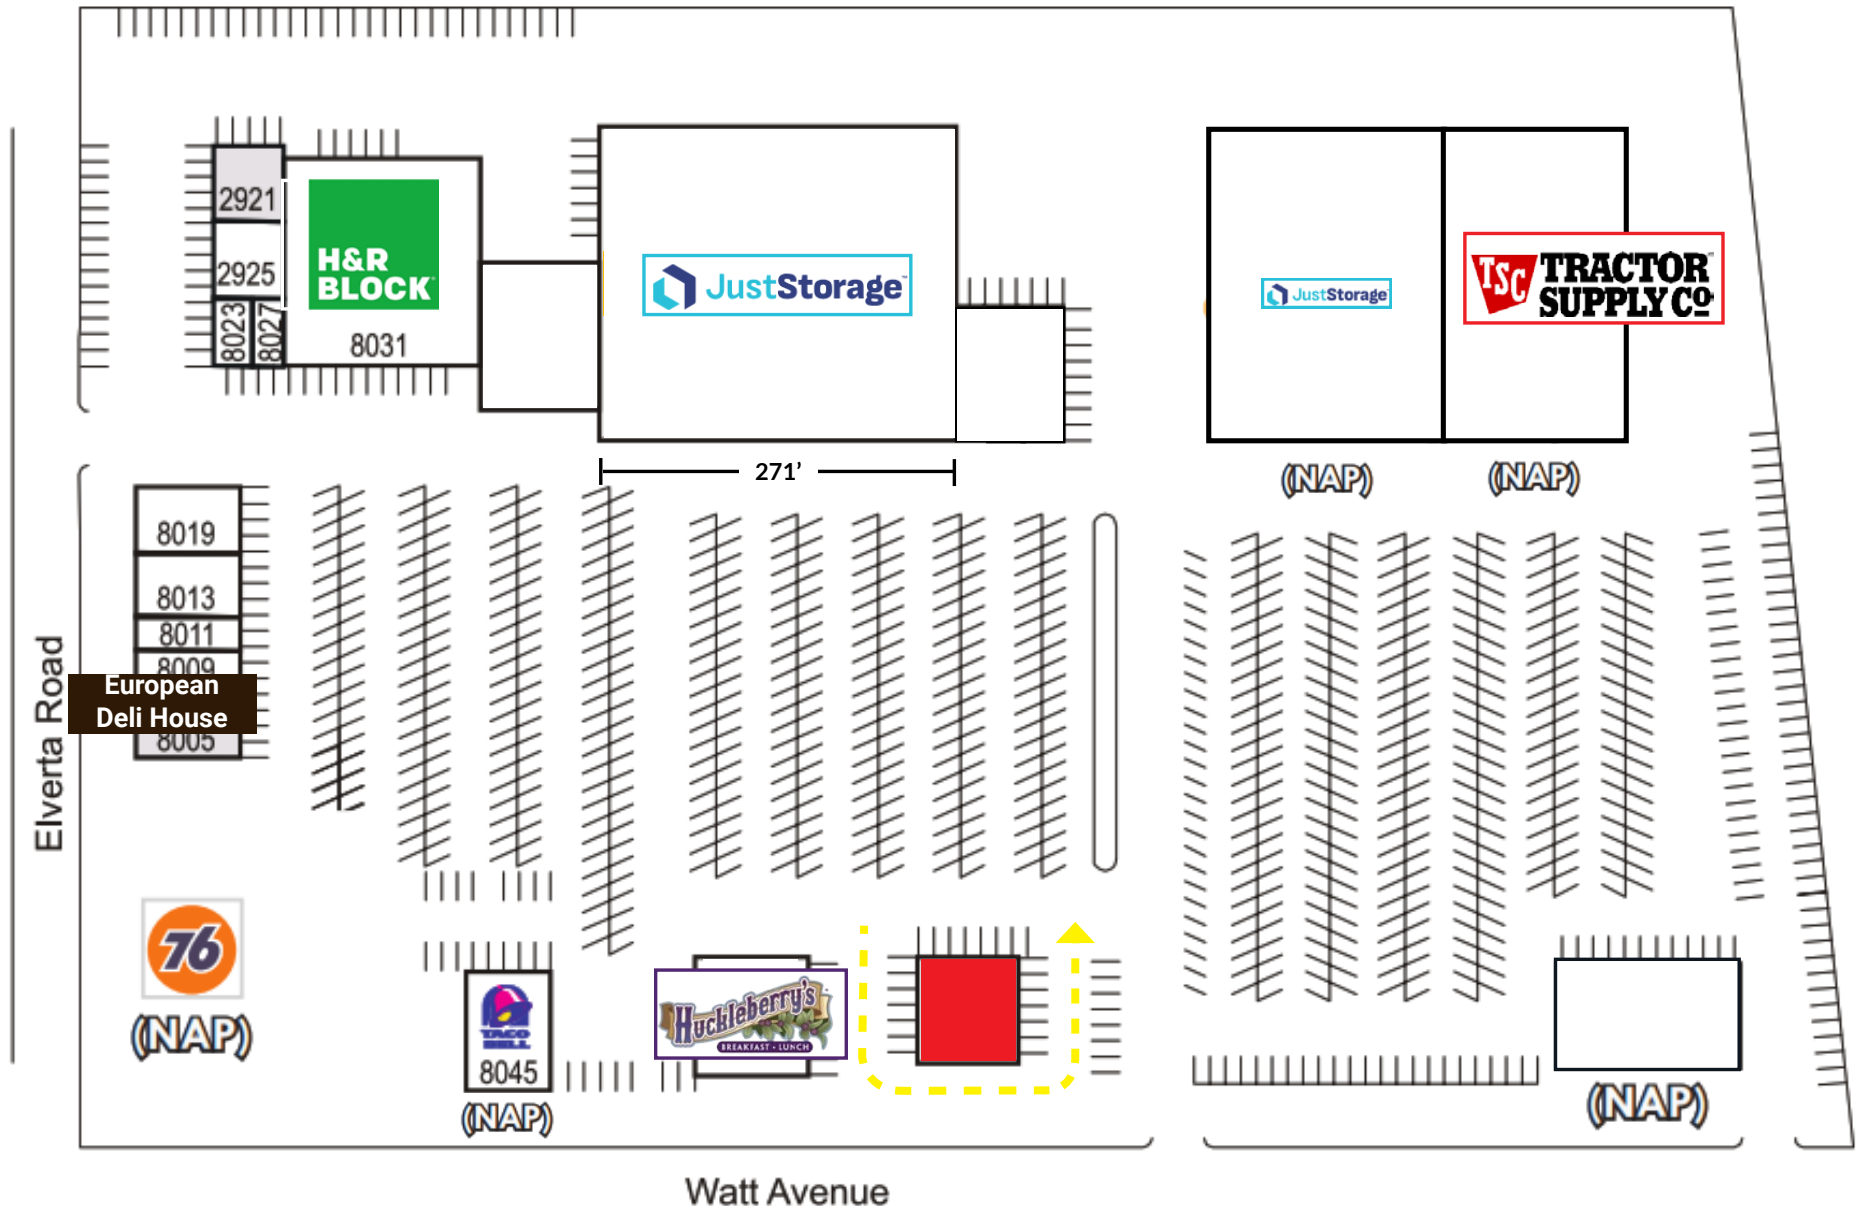 2921
2925
8023
8027
H&R
BLOCK
8031
JustStorage™
JustStorage
TSC
TRACTOR
SUPPLY CO
271’
(NAP)
(NAP)
8019
8013
8011
8009
European
Deli House
8005
Elverta Road
76
(NAP)
TACO
BELL
8045
(NAP)
Huckleberry's
BREAKFAST • LUNCH
(NAP)
Watt Avenue